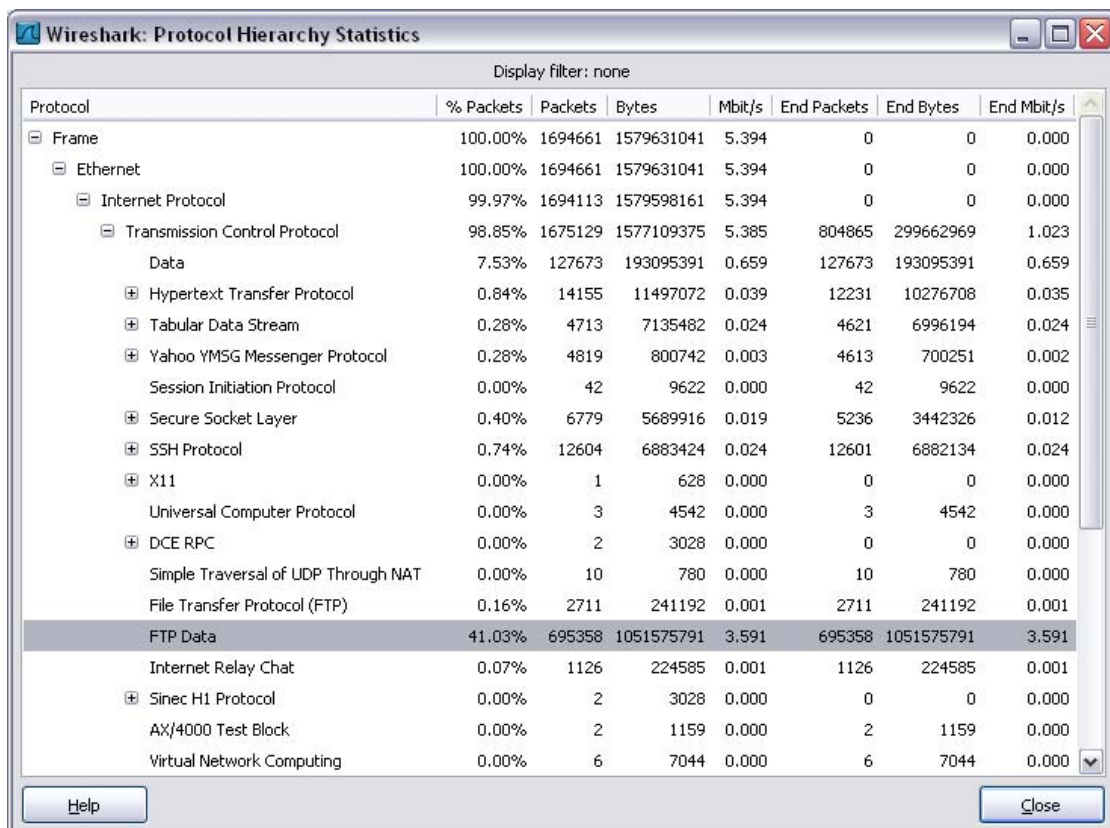 Wireshark: Protocol Hierarchy Statistics
Display filter: none
Protocol % Packets Packets Bytes Mbit/s End Packets End Bytes End Mbit/s
Frame 100.00% 1694661 1579631041 5.394 0 0 0.000
Ethernet 100.00% 1694661 1579631041 5.394 0 0 0.000
Internet Protocol 99.97% 1694113 1579598161 5.394 0 0 0.000
Transmission Control Protocol 98.85% 1675129 1577109375 5.385 804865 299662969 1.023
Data 7.53% 127673 193095391 0.659 127673 193095391 0.659
Hypertext Transfer Protocol 0.84% 14155 11497072 0.039 12231 10276708 0.035
Tabular Data Stream 0.28% 4713 7135482 0.024 4621 6996194 0.024
Yahoo YMSG Messenger Protocol 0.28% 4819 800742 0.003 4613 700251 0.002
Session Initiation Protocol 0.00% 42 9622 0.000 42 9622 0.000
Secure Socket Layer 0.40% 6779 5689916 0.019 5236 3442326 0.012
SSH Protocol 0.74% 12604 6883424 0.024 12601 6882134 0.024
X11 0.00% 1 628 0.000 0 0 0.000
Universal Computer Protocol 0.00% 3 4542 0.000 3 4542 0.000
DCE RPC 0.00% 2 3028 0.000 0 0 0.000
Simple Traversal of UDP Through NAT 0.00% 10 780 0.000 10 780 0.000
File Transfer Protocol (FTP) 0.16% 2711 241192 0.001 2711 241192 0.001
FTP Data 41.03% 695358 1051575791 3.591 695358 1051575791 3.591
Internet Relay Chat 0.07% 1126 224585 0.001 1126 224585 0.001
Sinec H1 Protocol 0.00% 2 3028 0.000 0 0 0.000
AX/4000 Test Block 0.00% 2 1159 0.000 2 1159 0.000
Virtual Network Computing 0.00% 6 7044 0.000 6 7044 0.000
Help Close